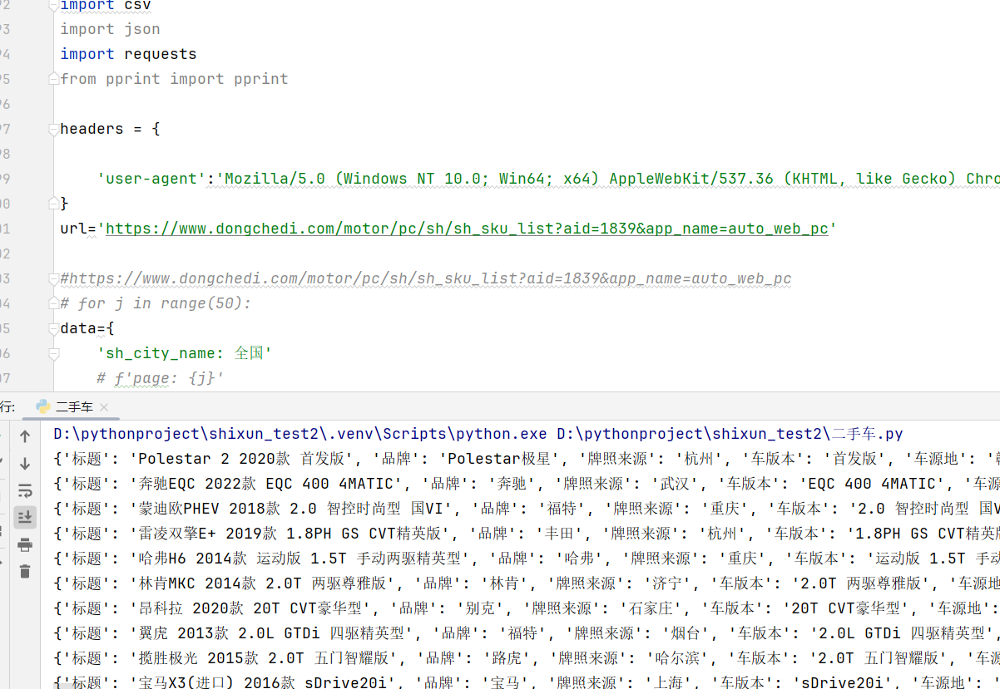 import csv
import json
import requests
from pprint import pprint
headers = {
'user-agent':'Mozilla/5.0 (Windows NT 10.0; Win64; x64) AppleWebKit/537.36 (KHTML, like Gecko) Chro
}
url='https://www.dongchedi.com/motor/pc/sh/sh_sku_list?aid=1839&app_name=auto_web_pc'
#https://www.dongchedi.com/motor/pc/sh/sh_sku_list?aid=1839&app_name=auto_web_pc
# for j in range(50):
data={
'sh_city_name: 全国'
# f'page: {j}'
行: 二手车
D:\pythonproject\shixun_test2\.venv\Scripts\python.exe D:\pythonproject\shixun_test2\二手车.py
{'标题': 'Polestar 2 2020款 首发版', '品牌': 'Polestar极星', '牌照来源': '杭州', '车版本': '首发版', '车源地': '
{'标题': '奔驰EQC 2022款 EQC 400 4MATIC', '品牌': '奔驰', '牌照来源': '武汉', '车版本': 'EQC 400 4MATIC', '车源
{'标题': '蒙迪欧PHEV 2018款 2.0 智控时尚型 国VI', '品牌': '福特', '牌照来源': '重庆', '车版本': '2.0 智控时尚型 国V
{'标题': '雷凌双擎E+ 2019款 1.8PH GS CVT精英版', '品牌': '丰田', '牌照来源': '杭州', '车版本': '1.8PH GS CVT精英版
{'标题': '哈弗H6 2014款 运动版 1.5T 手动两驱精英型', '品牌': '哈弗', '牌照来源': '重庆', '车版本': '运动版 1.5T 手动
{'标题': '林肯MKC 2014款 2.0T 两驱尊雅版', '品牌': '林肯', '牌照来源': '济宁', '车版本': '2.0T 两驱尊雅版', '车源地
{'标题': '昂科拉 2020款 20T CVT豪华型', '品牌': '别克', '牌照来源': '石家庄', '车版本': '20T CVT豪华型', '车源地':
{'标题': '翼虎 2013款 2.0L GTDi 四驱精英型', '品牌': '福特', '牌照来源': '烟台', '车版本': '2.0L GTDi 四驱精英型',
{'标题': '揽胜极光 2015款 2.0T 五门智耀版', '品牌': '路虎', '牌照来源': '哈尔滨', '车版本': '2.0T 五门智耀版', '车源
{'标题': '宝马X3(进口) 2016款 sDrive20i', '品牌': '宝马', '牌照来源': '上海', '车版本': 'sDrive20i', '车源地': '